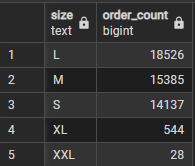 size order_count
text bigint
1 L 18526
2 M 15385
3 S 14137
4 XL 544
5 XXL 28